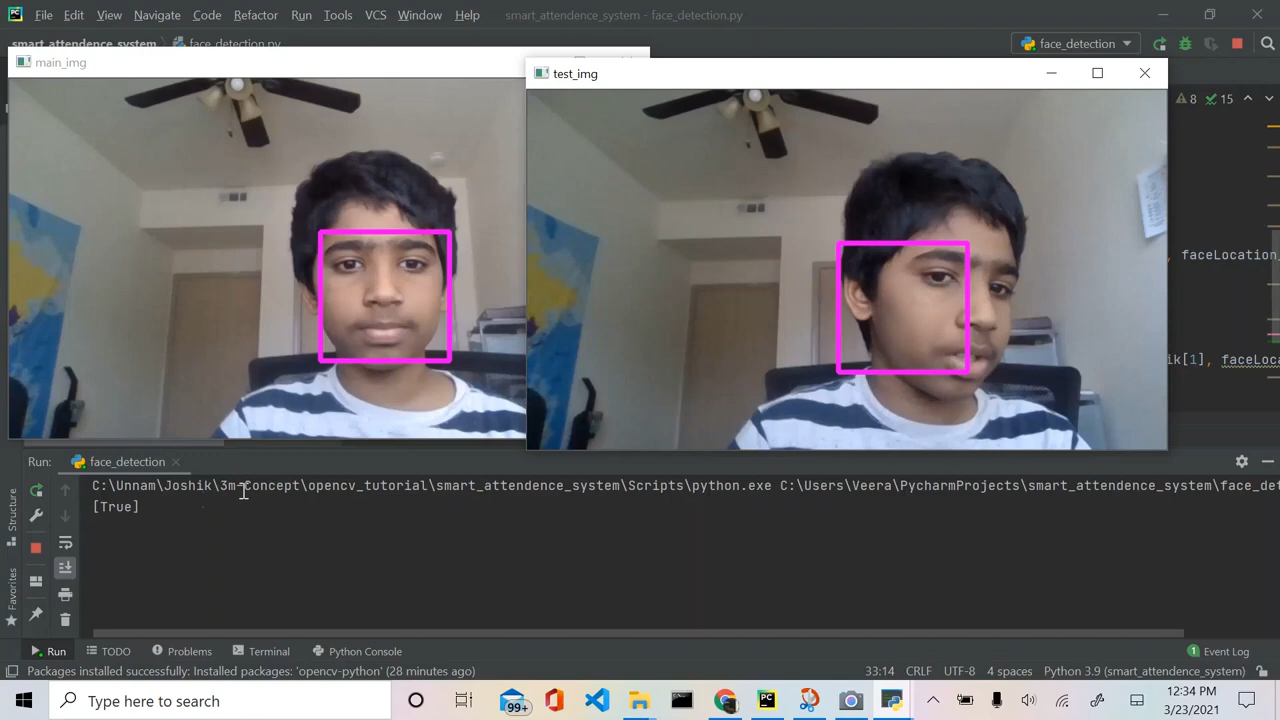 File Edit View Navigate Code Refactor Run Tools VCS Window Help smart_attendence_system - face_detection.py
smart_attendence_system face_detection.py face_detection
main_img
test_img
8 15
, faceLocation_
ik[1], faceLoca
Run: face_detection
C:\Unnam\Joshik\3m-Concept\opencv_tutorial\smart_attendence_system\Scripts\python.exe C:\Users\Veera\PycharmProjects\smart_attendence_system\face_det
[True]
Structure
Favorites
Run TODO Problems Terminal Python Console 1 Event Log
Packages installed successfully: Installed packages: 'opencv-python' (28 minutes ago) 33:14 CRLF UTF-8 4 spaces Python 3.9 (smart_attendence_system)
Type here to search 99+ 12:34 PM
3/23/2021